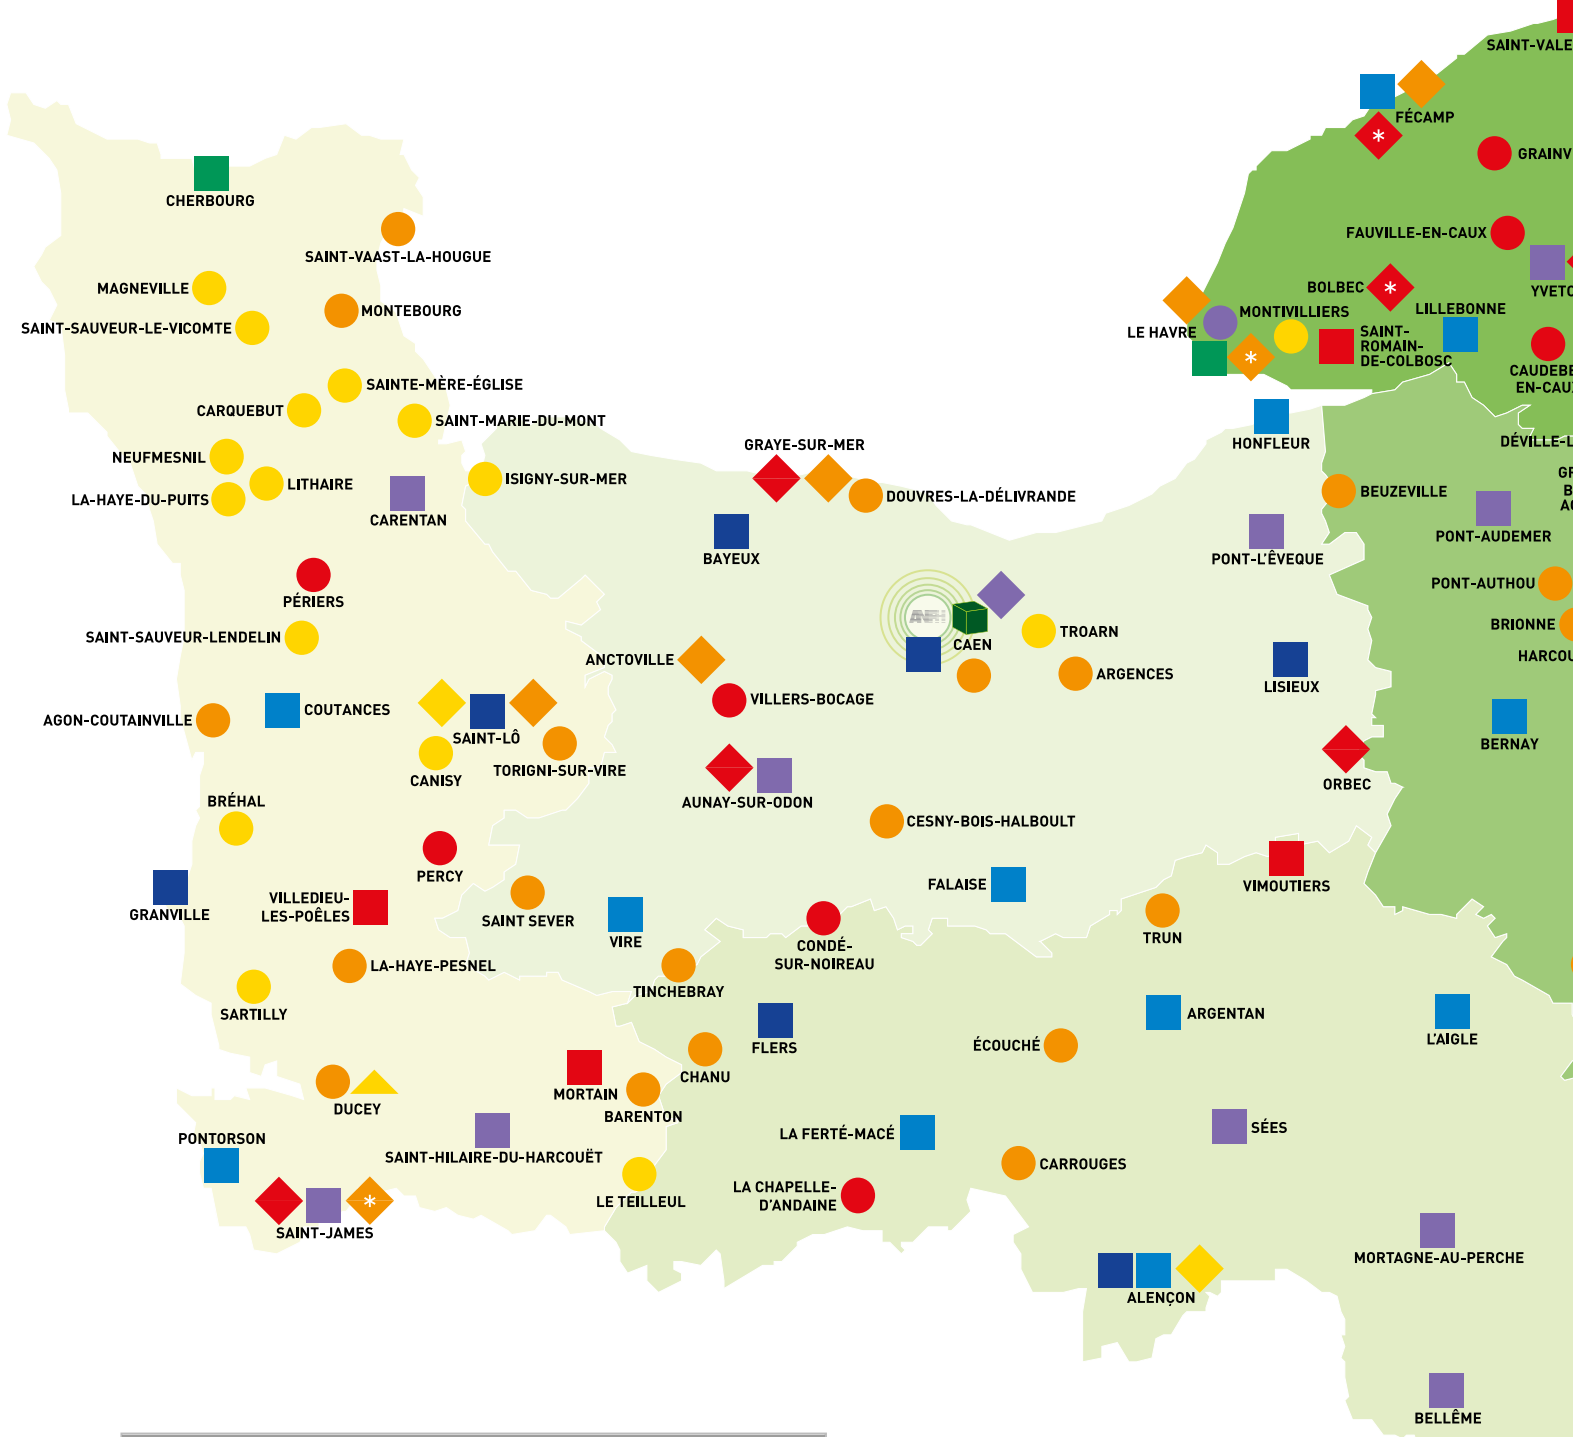 SAINT-VALE
FÉCAMP
*
GRAINV
CHERBOURG
FAUVILLE-EN-CAUX
SAINT-VAAST-LA-HOUGUE
MAGNEVILLE
BOLBEC
*
YVETO
MONTEBOURG
MONTIVILLIERS
LILLEBONNE
SAINT-SAUVEUR-LE-VICOMTE
LE HAVRE
*
SAINT-
ROMAIN-
DE-COLBOSC
CAUDEBE
EN-CAUX
SAINTE-MÈRE-ÉGLISE
CARQUEBUT
SAINT-MARIE-DU-MONT
HONFLEUR
DÉVILLE-L
GRAYE-SUR-MER
NEUFMESNIL
LITHAIRE
ISIGNY-SUR-MER
GR
B
AG
LA-HAYE-DU-PUITS
DOUVRES-LA-DÉLIVRANDE
BEUZEVILLE
CARENTAN
PONT-AUDEMER
BAYEUX
PONT-L'ÊVEQUE
PONT-AUTHOU
PÉRIERS
ANFH
BRIONNE
SAINT-SAUVEUR-LENDELIN
CAEN
TROARN
HARCOU
ANCTOVILLE
ARGENCES
LISIEUX
VILLERS-BOCAGE
AGON-COUTAINVILLE
COUTANCES
SAINT-LÔ
BERNAY
CANISY
TORIGNI-SUR-VIRE
ORBEC
BRÉHAL
AUNAY-SUR-ODON
CESNY-BOIS-HALBOULT
PERCY
FALAISE
VIMOUTIERS
GRANVILLE
VILLEDIEU-
LES-POÊLES
SAINT SEVER
VIRE
CONDÉ-
SUR-NOIREAU
TRUN
LA-HAYE-PESNEL
TINCHEBRAY
SARTILLY
FLERS
ARGENTAN
L'AIGLE
ÉCOUCHÉ
CHANU
MORTAIN
BARENTON
DUCEY
SÉES
PONTORSON
SAINT-HILAIRE-DU-HARCOUËT
LA FERTÉ-MACÉ
CARROUGES
LE TEILLEUL
LA CHAPELLE-
D'ANDAINE
*
SAINT-JAMES
MORTAGNE-AU-PERCHE
ALENÇON
BELLÊME